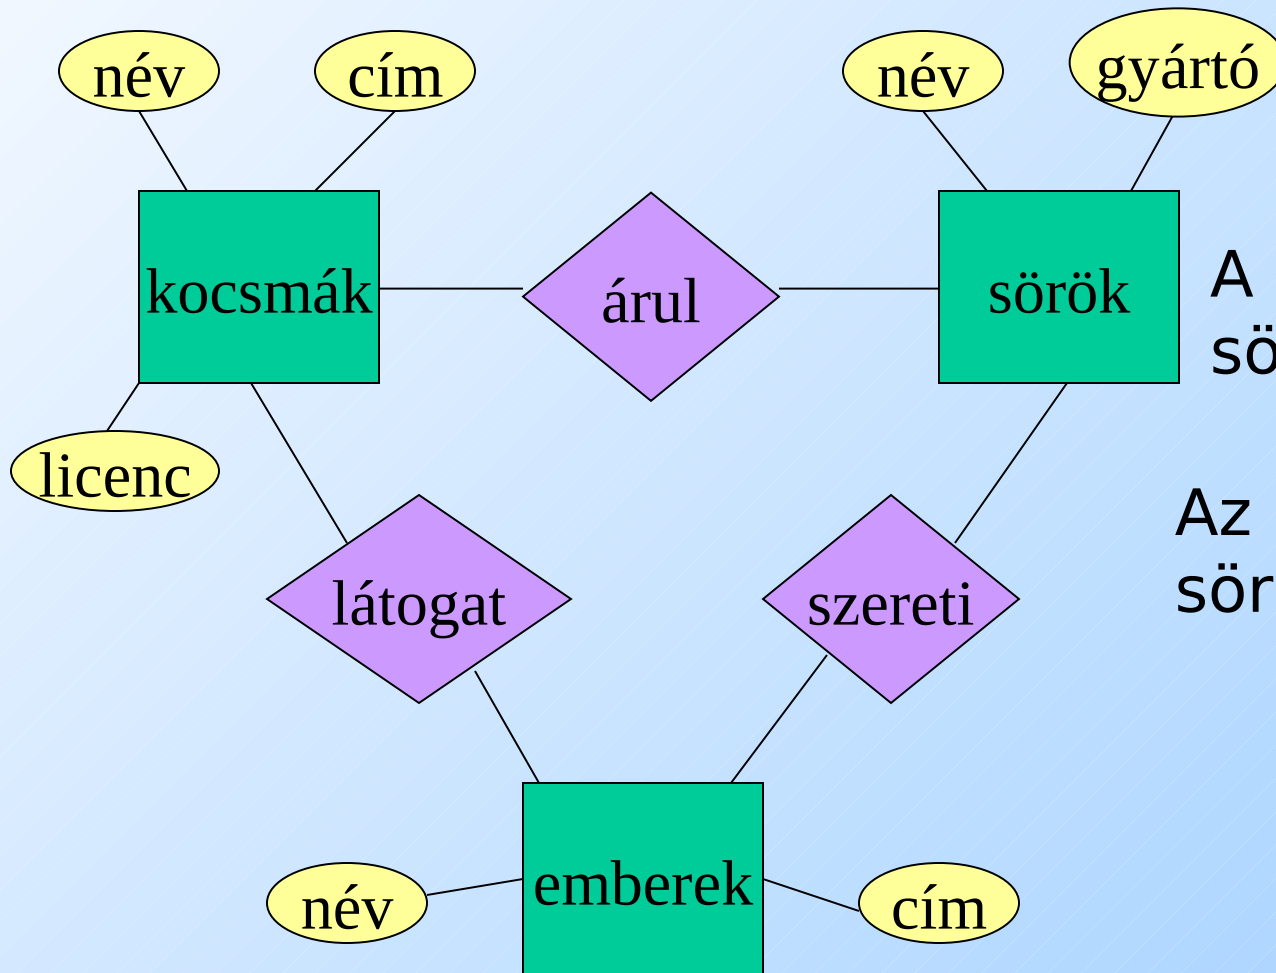 név
cím
név
gyártó
kocsmák
árul
sörök
A
licenc
Az
látogat
szereti
emberek
név
cím